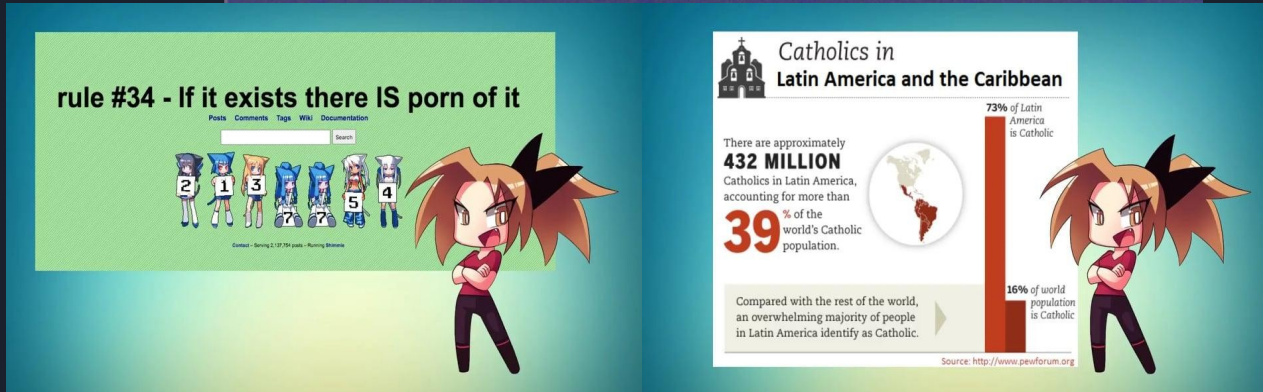 rule #34 - If it exists there IS porn of it
Posts Comments Tags Wiki Documentation
Search
2 1 3 7 7 5 4
Contact – Serving 2,137,754 posts – Running Shimmie
Catholics in
Latin America and the Caribbean
73% of Latin
America
is Catholic
There are approximately
432 MILLION
Catholics in Latin America,
accounting for more than
39 % of the
world's Catholic
population.
16% of world
population
is Catholic
Compared with the rest of the world,
an overwhelming majority of people
in Latin America identify as Catholic.
Source: http://www.pewforum.org